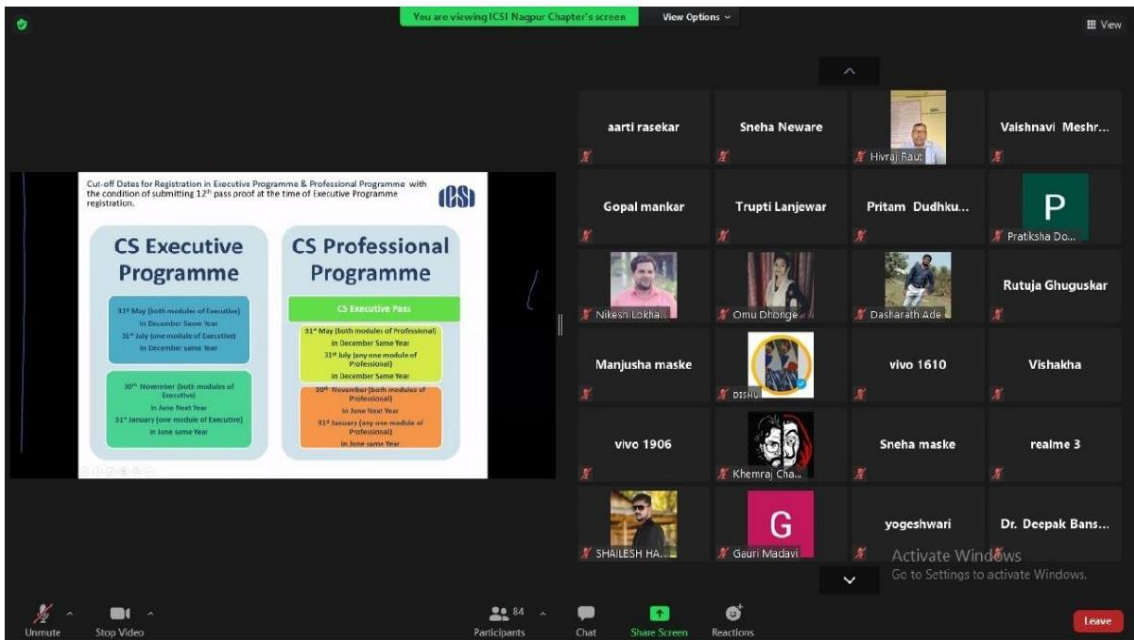 You are viewing ICSI Nagpur Chapter's screen
View Options
View
Cut-off Dates for Registration in Executive Programme & Professional Programme with
the condition of submitting 12th pass proof at the time of Executive Programme
registration.
ICSI
CS Executive
Programme
31st May (both modules of Executive)
in December Same Year
31st July (one module of Executive)
in December same Year
30th November (both modules of
Executive)
in June Next Year
31st January (one module of Executive)
in June same Year
CS Professional
Programme
CS Executive Pass
31st May (both modules of Professional)
in December Same Year
31st July (any one module of
Professional)
in December Same Year
30th November (both modules of
Professional)
in June Next Year
31st January (any one module of
Professional)
in June same Year
aarti rasekar
Sneha Neware
Hivraj Raut
Vaishnavi Meshr...
Gopal mankar
Trupti Lanjewar
Pritam Dudhku...
P
Pratiksha Do...
Nikesh Lokha...
Omu Dhonge
Dasharath Ade
Rutuja Ghuguskar
Manjusha maske
DISHU
vivo 1610
Vishakha
vivo 1906
Khemraj Cha...
Sneha maske
realme 3
SHAILESH HA...
G
Gauri Madavi
yogeshwari
Dr. Deepak Bans...
Activate Windows
Go to Settings to activate Windows.
Unmute
Stop Video
84
Participants
Chat
Share Screen
Reactions
Leave